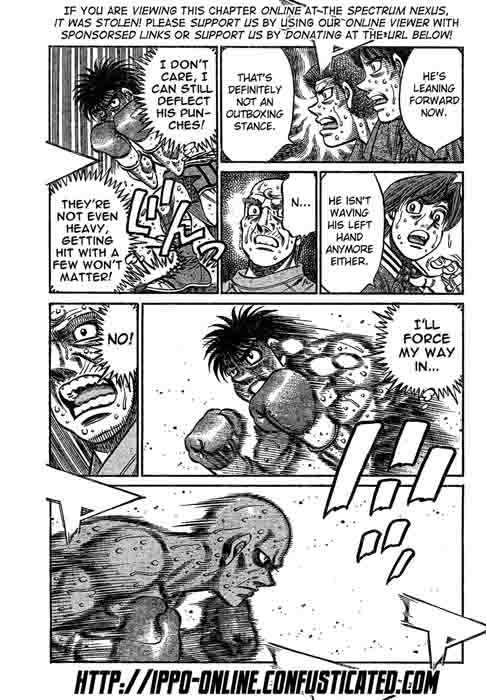 IF YOU ARE VIEWING THIS CHAPTER ONLINE AT THE SPECTRUM NEXUS,
IT WAS STOLEN! PLEASE SUPPORT US BY USING OUR ONLINE VIEWER WITH
SPONSORSED LINKS OR SUPPORT US BY DONATING AT THE URL BELOW!
HE'S
LEANING
FORWARD
NOW.
THAT'S
DEFINITELY
NOT AN
OUTBOXING
STANCE.
I DON'T
CARE, I
CAN STILL
DEFLECT
HIS PUN-
CHES!
HE ISN'T
WAVING
HIS LEFT
HAND
ANYMORE
EITHER.
N...
THEY'RE
NOT EVEN
HEAVY,
GETTING
HIT WITH A
FEW WON'T
MATTER!
I'LL
FORCE
MY WAY
IN...
NO!
HTTP://IPPO-ONLINE.CONFUSTICATED.COM